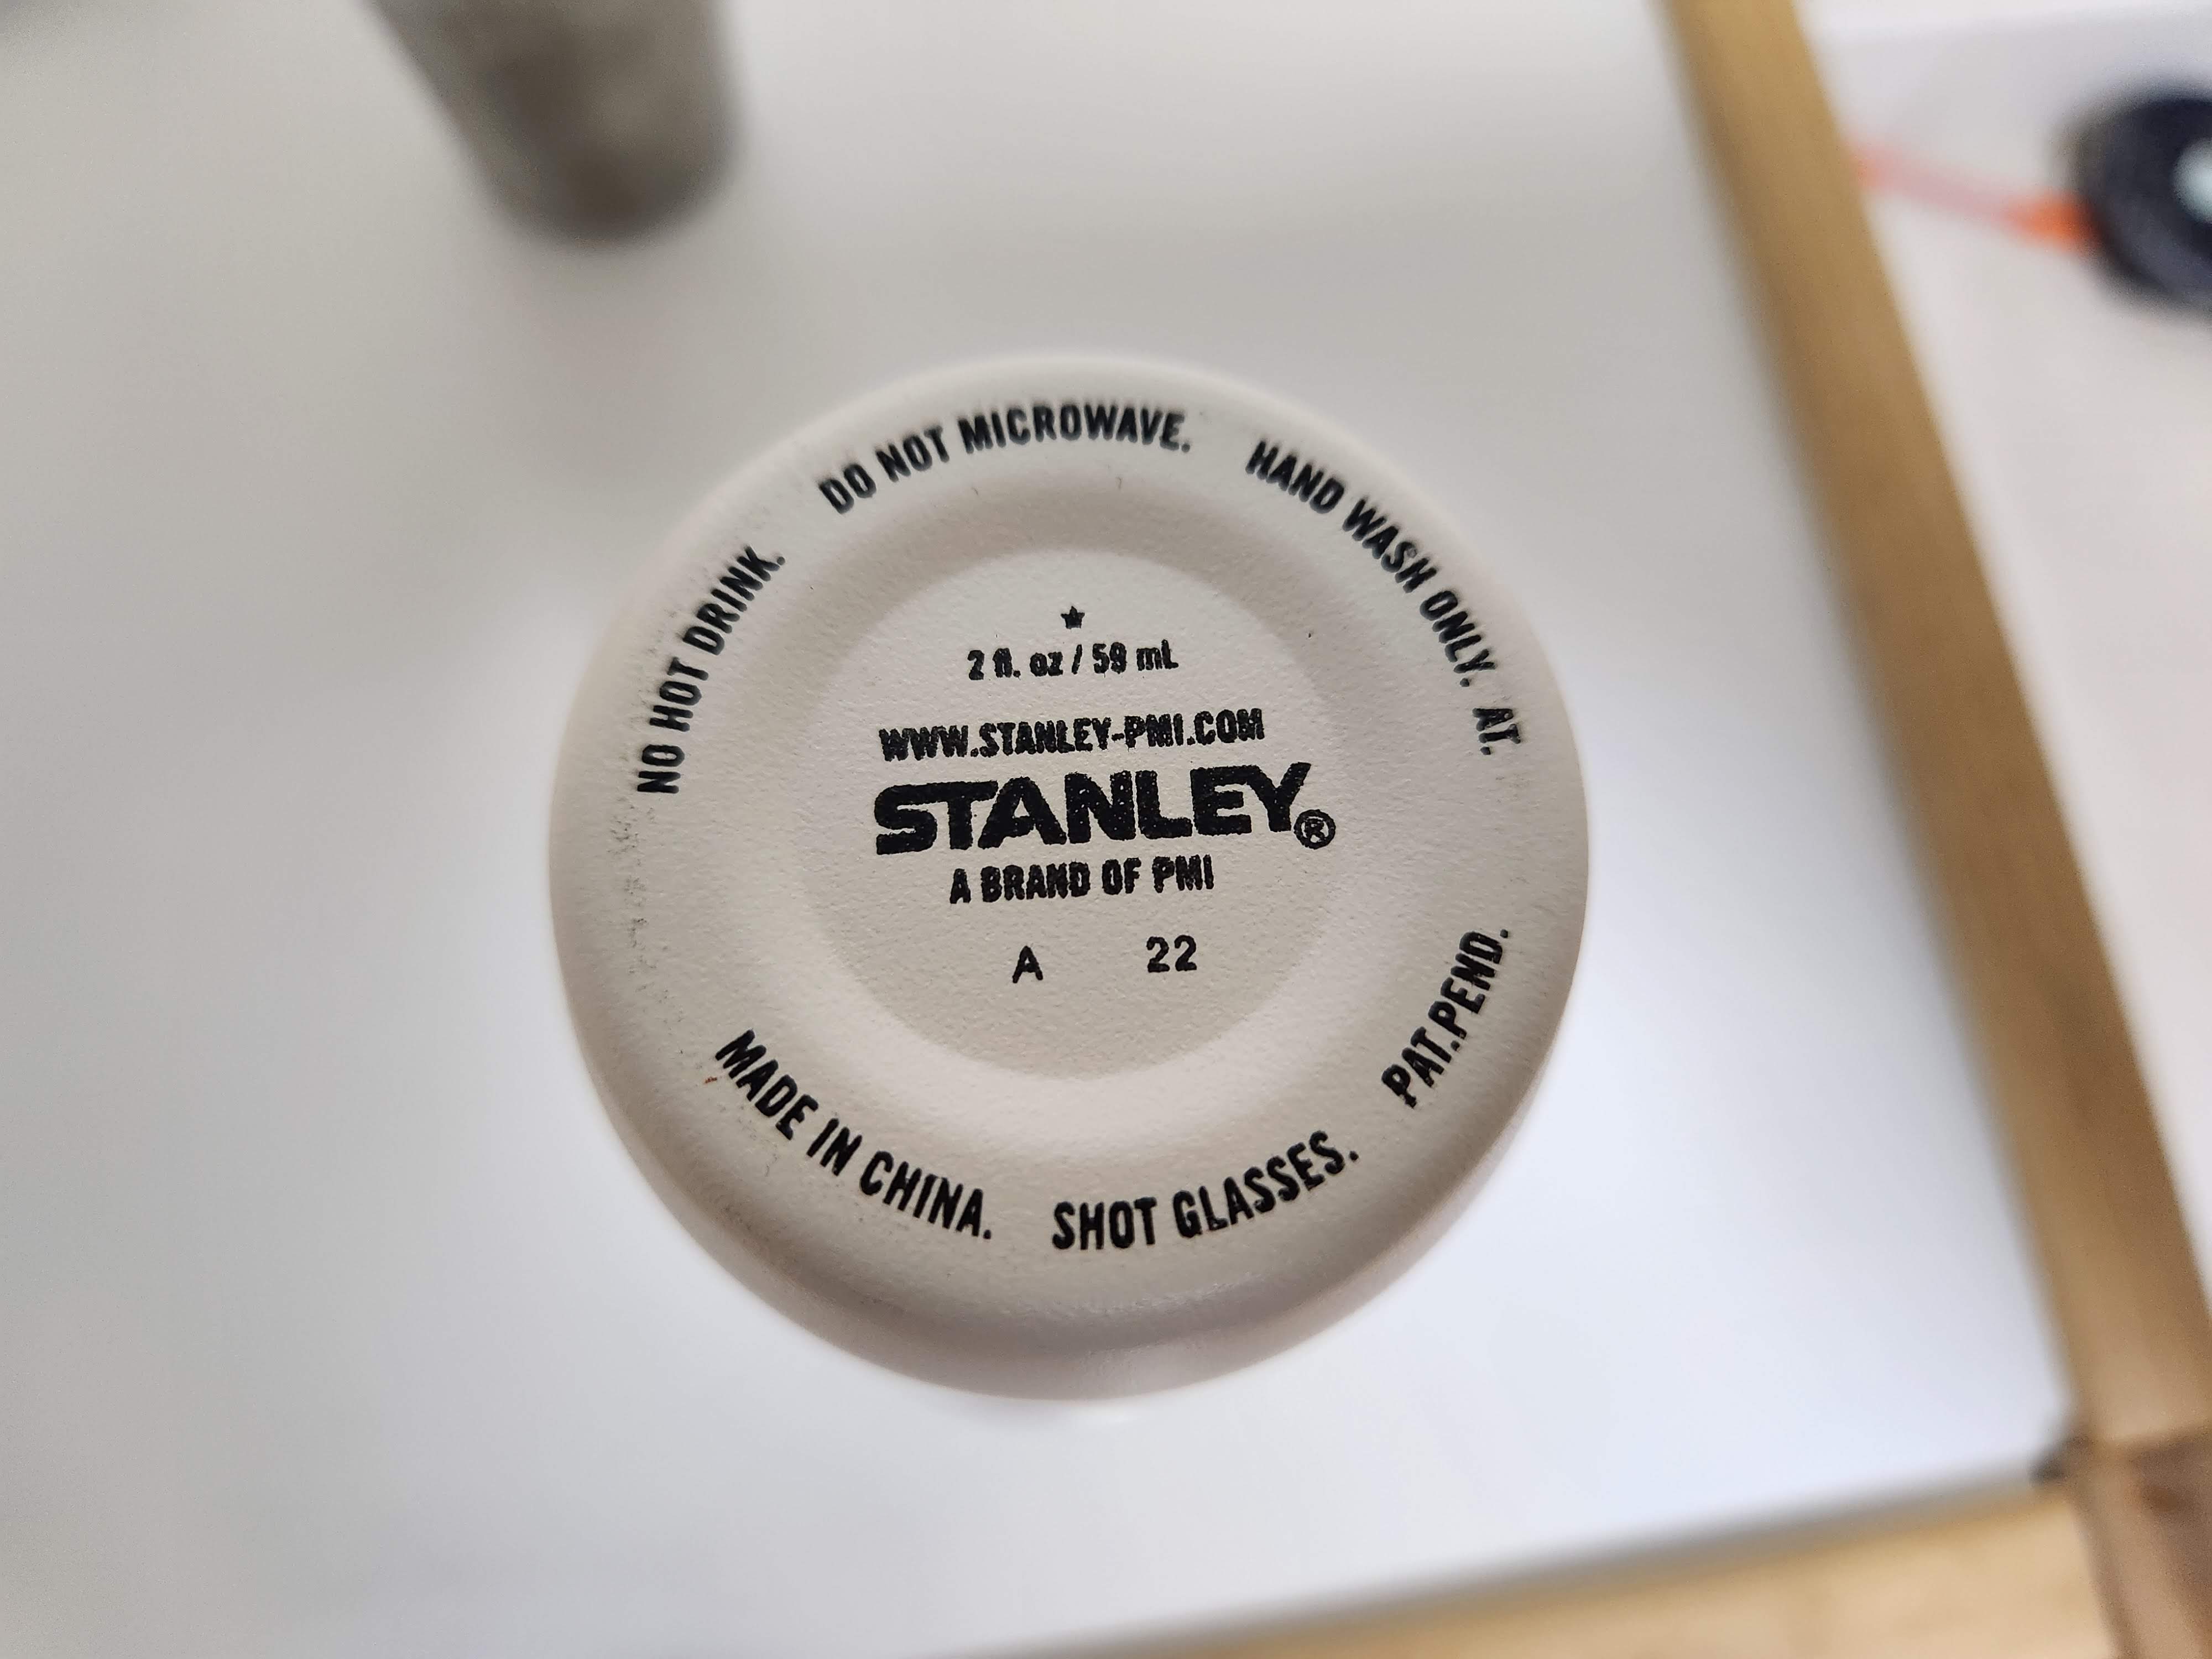 NO HOT DRINK. DO NOT MICROWAVE. HAND WASH ONLY. AT.
2 fl. oz / 59 mL
WWW.STANLEY-PMI.COM
STANLEY®
A BRAND OF PMI
A 22
MADE IN CHINA. SHOT GLASSES. PAT.PEND.